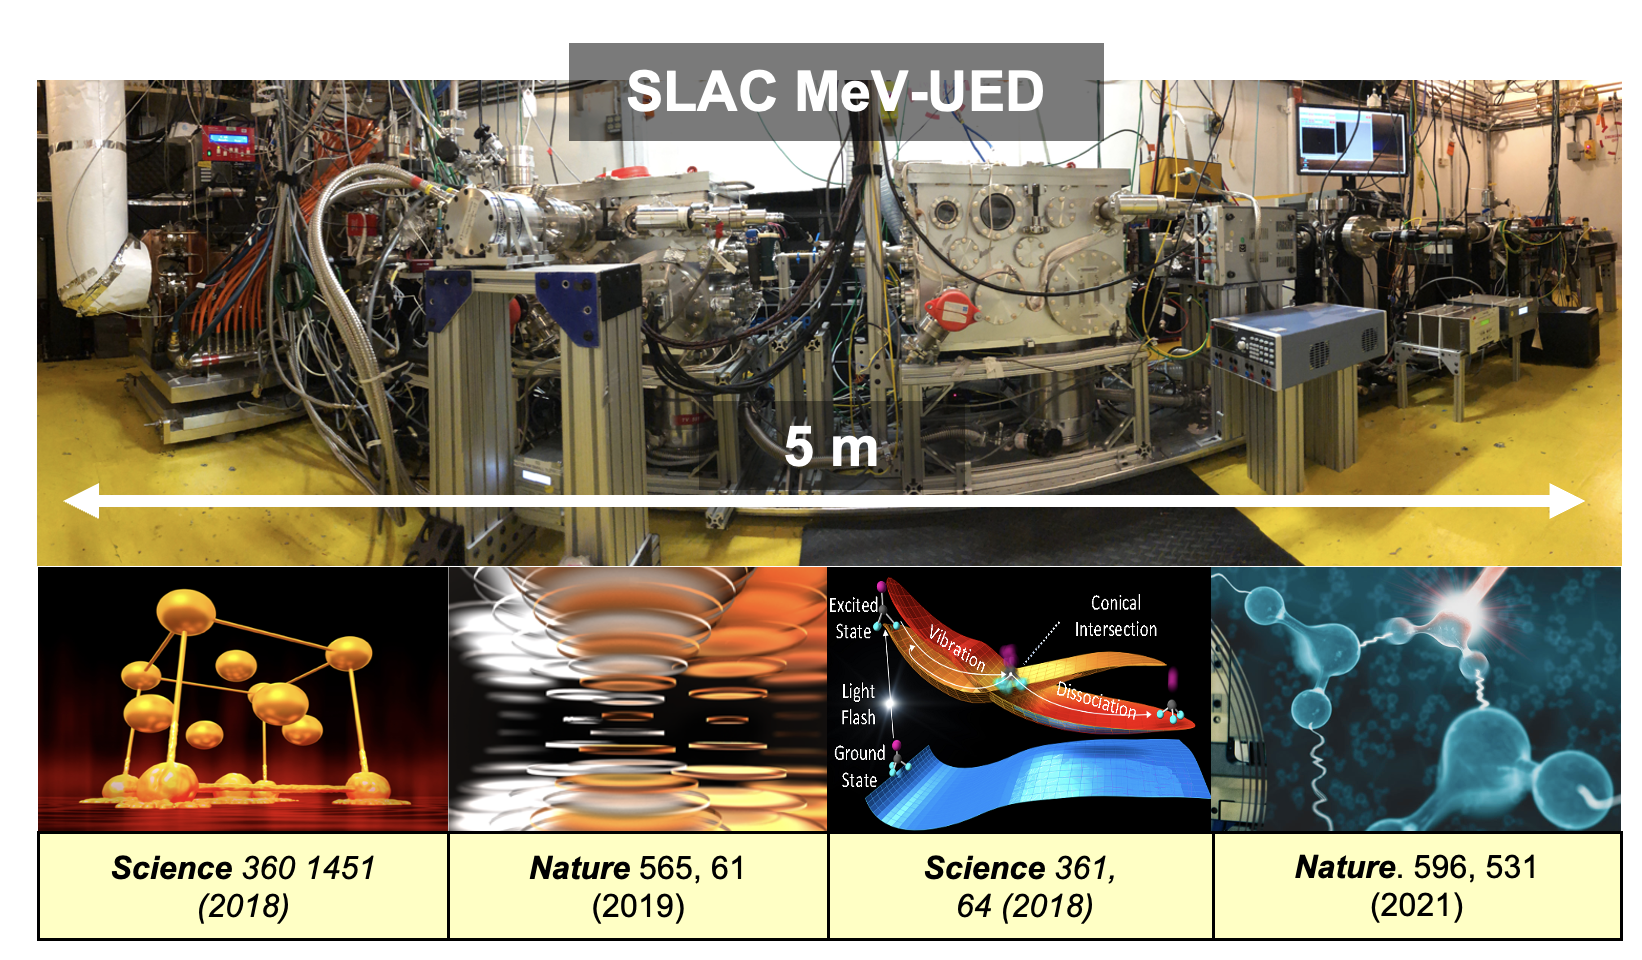 SLAC MeV-UED
5 m
Excited
State
Vibration
Conical
Intersection
Light
Flash
Dissociation
Ground
State
Science 360 1451
(2018)
Nature 565, 61
(2019)
Science 361,
64 (2018)
Nature. 596, 531
(2021)